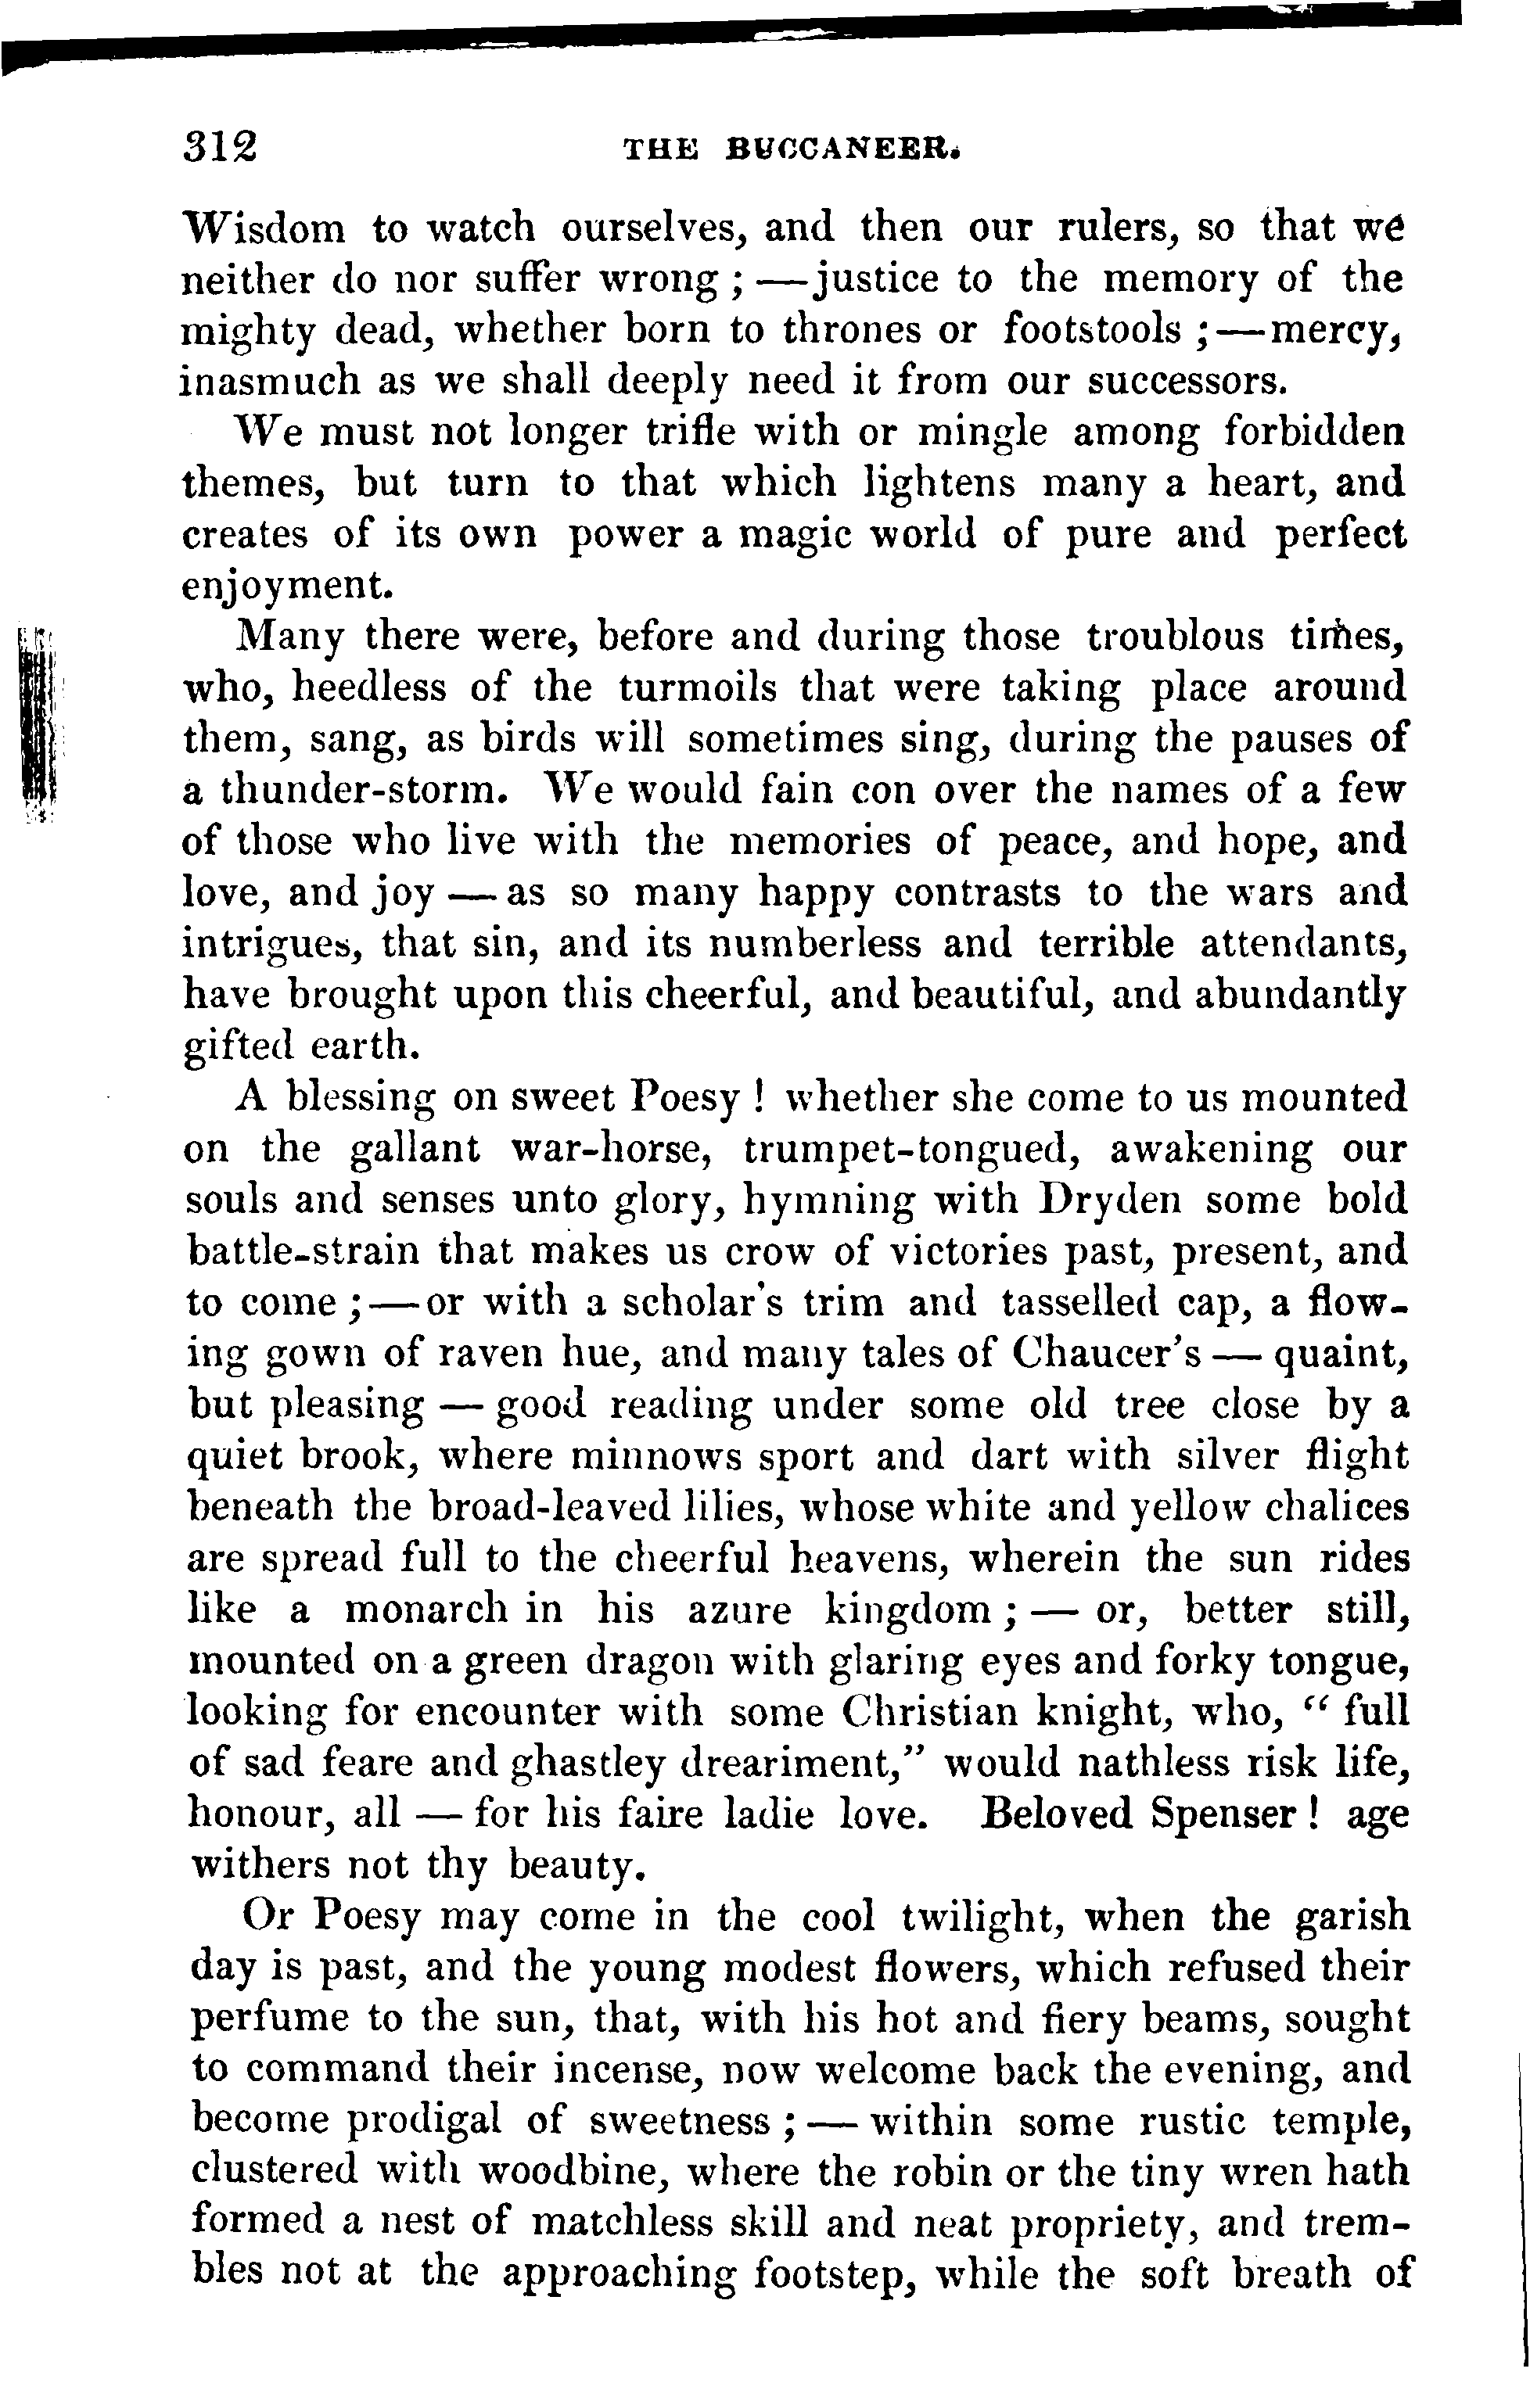 312 THE BUCCANEER.
Wisdom to watch ourselves, and then our rulers, so that we
neither do nor suffer wrong ; —justice to the memory of the
mighty dead, whether born to thrones or footstools ;—mercy,
inasmuch as we shall deeply need it from our successors.
We must not longer trifle with or mingle among forbidden
themes, but turn to that which lightens many a heart, and
creates of its own power a magic world of pure and perfect
enjoyment.
Many there were, before and during those troublous times,
who, heedless of the turmoils that were taking place around
them, sang, as birds will sometimes sing, during the pauses of
a thunder-storm. We would fain con over the names of a few
of those who live with the memories of peace, and hope, and
love, and joy — as so many happy contrasts to the wars and
intrigues, that sin, and its numberless and terrible attendants,
have brought upon this cheerful, and beautiful, and abundantly
gifted earth.
A blessing on sweet Poesy ! whether she come to us mounted
on the gallant war-horse, trumpet-tongued, awakening our
souls and senses unto glory, hymning with Dryden some bold
battle-strain that makes us crow of victories past, present, and
to come ;—or with a scholar's trim and tasselled cap, a flow-
ing gown of raven hue, and many tales of Chaucer's — quaint,
but pleasing — good reading under some old tree close by a
quiet brook, where minnows sport and dart with silver flight
beneath the broad-leaved lilies, whose white and yellow chalices
are spread full to the cheerful heavens, wherein the sun rides
like a monarch in his azure kingdom ; — or, better still,
mounted on a green dragon with glaring eyes and forky tongue,
looking for encounter with some Christian knight, who, “ full
of sad feare and ghastley dreariment,” would nathless risk life,
honour, all — for his faire ladie love. Beloved Spenser ! age
withers not thy beauty.
Or Poesy may come in the cool twilight, when the garish
day is past, and the young modest flowers, which refused their
perfume to the sun, that, with his hot and fiery beams, sought
to command their incense, now welcome back the evening, and
become prodigal of sweetness ; — within some rustic temple,
clustered with woodbine, where the robin or the tiny wren hath
formed a nest of matchless skill and neat propriety, and trem-
bles not at the approaching footstep, while the soft breath of